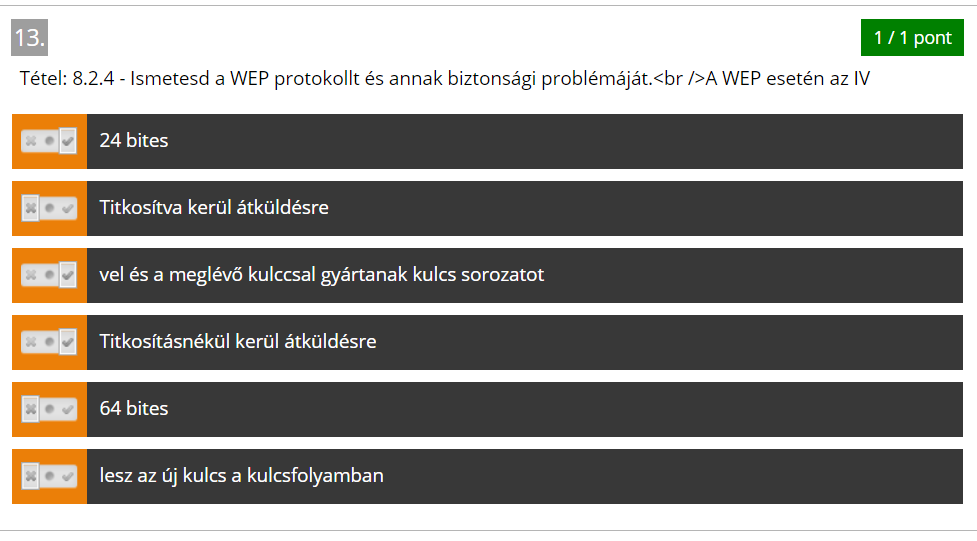 13.
1 / 1 pont
Tétel: 8.2.4 - Ismetesd a WEP protokollt és annak biztonsági problémáját.<br />A WEP esetén az IV
24 bites
Titkosítva kerül átküldésre
vel és a meglévő kulccsal gyártanak kulcs sorozatot
Titkosításnékül kerül átküldésre
64 bites
lesz az új kulcs a kulcsfolyamban